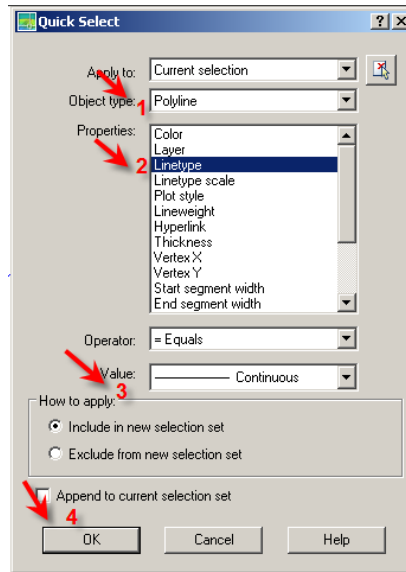 Quick Select
Apply to: Current selection
Object type: 1 Polyline
Properties: Color
Layer
2 Linetype
Linetype scale
Plot style
Lineweight
Hyperlink
Thickness
Vertex X
Vertex Y
Start segment width
End segment width
Operator: = Equals
Value: Continuous
3
How to apply:
Include in new selection set
Exclude from new selection set
Append to current selection set
4
OK Cancel Help